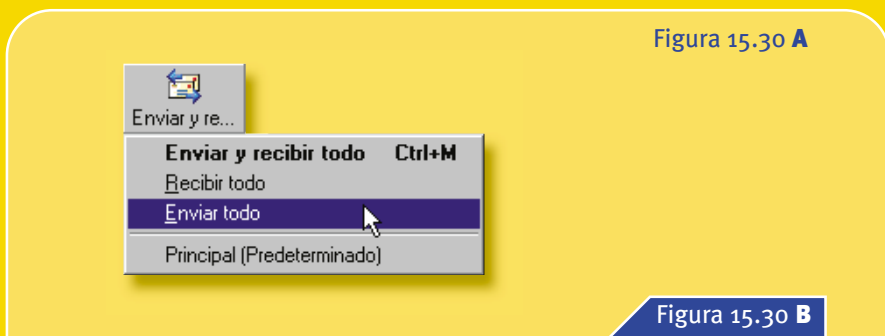 Figura 15.30 A
Enviar y re...
Enviar y recibir todo Ctrl+M
Recibir todo
Enviar todo
Principal (Predeterminado)
Figura 15.30 B